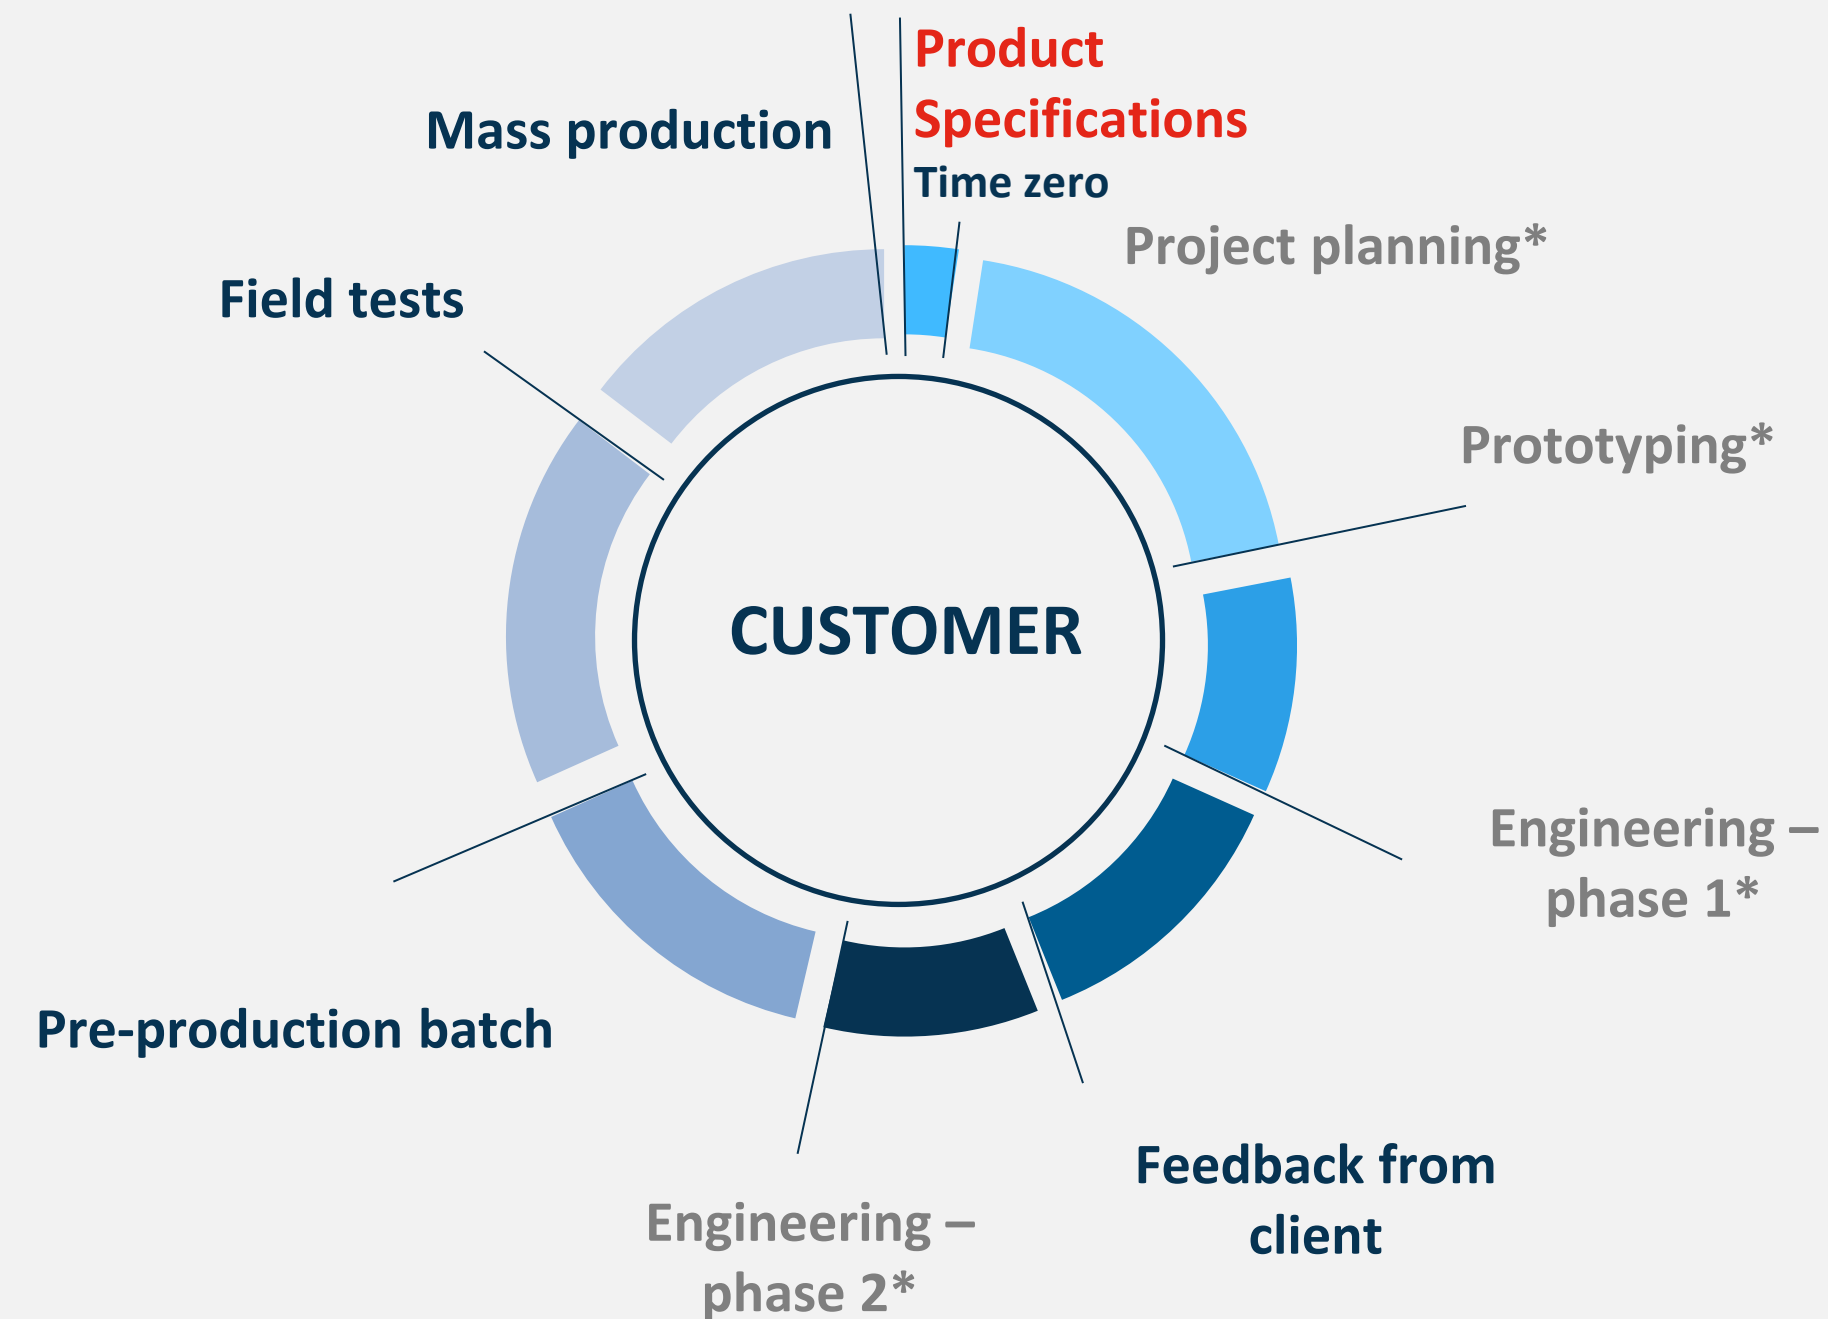 Product
Specifications
Time zero
Mass production
Project planning*
Field tests
Prototyping*
CUSTOMER
Engineering –
phase 1*
Pre-production batch
Feedback from
client
Engineering –
phase 2*